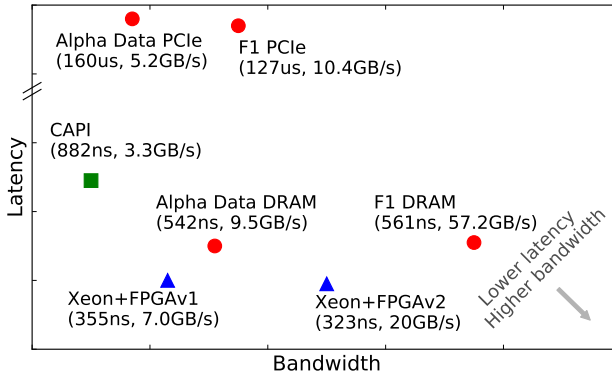 Alpha Data PCIe
(160us, 5.2GB/s)
F1 PCIe
(127us, 10.4GB/s)
CAPI
(882ns, 3.3GB/s)
Alpha Data DRAM
(542ns, 9.5GB/s)
F1 DRAM
(561ns, 57.2GB/s)
Xeon+FPGAv1
(355ns, 7.0GB/s)
Xeon+FPGAv2
(323ns, 20GB/s)
Lower latency
Higher bandwidth
Latency
Bandwidth